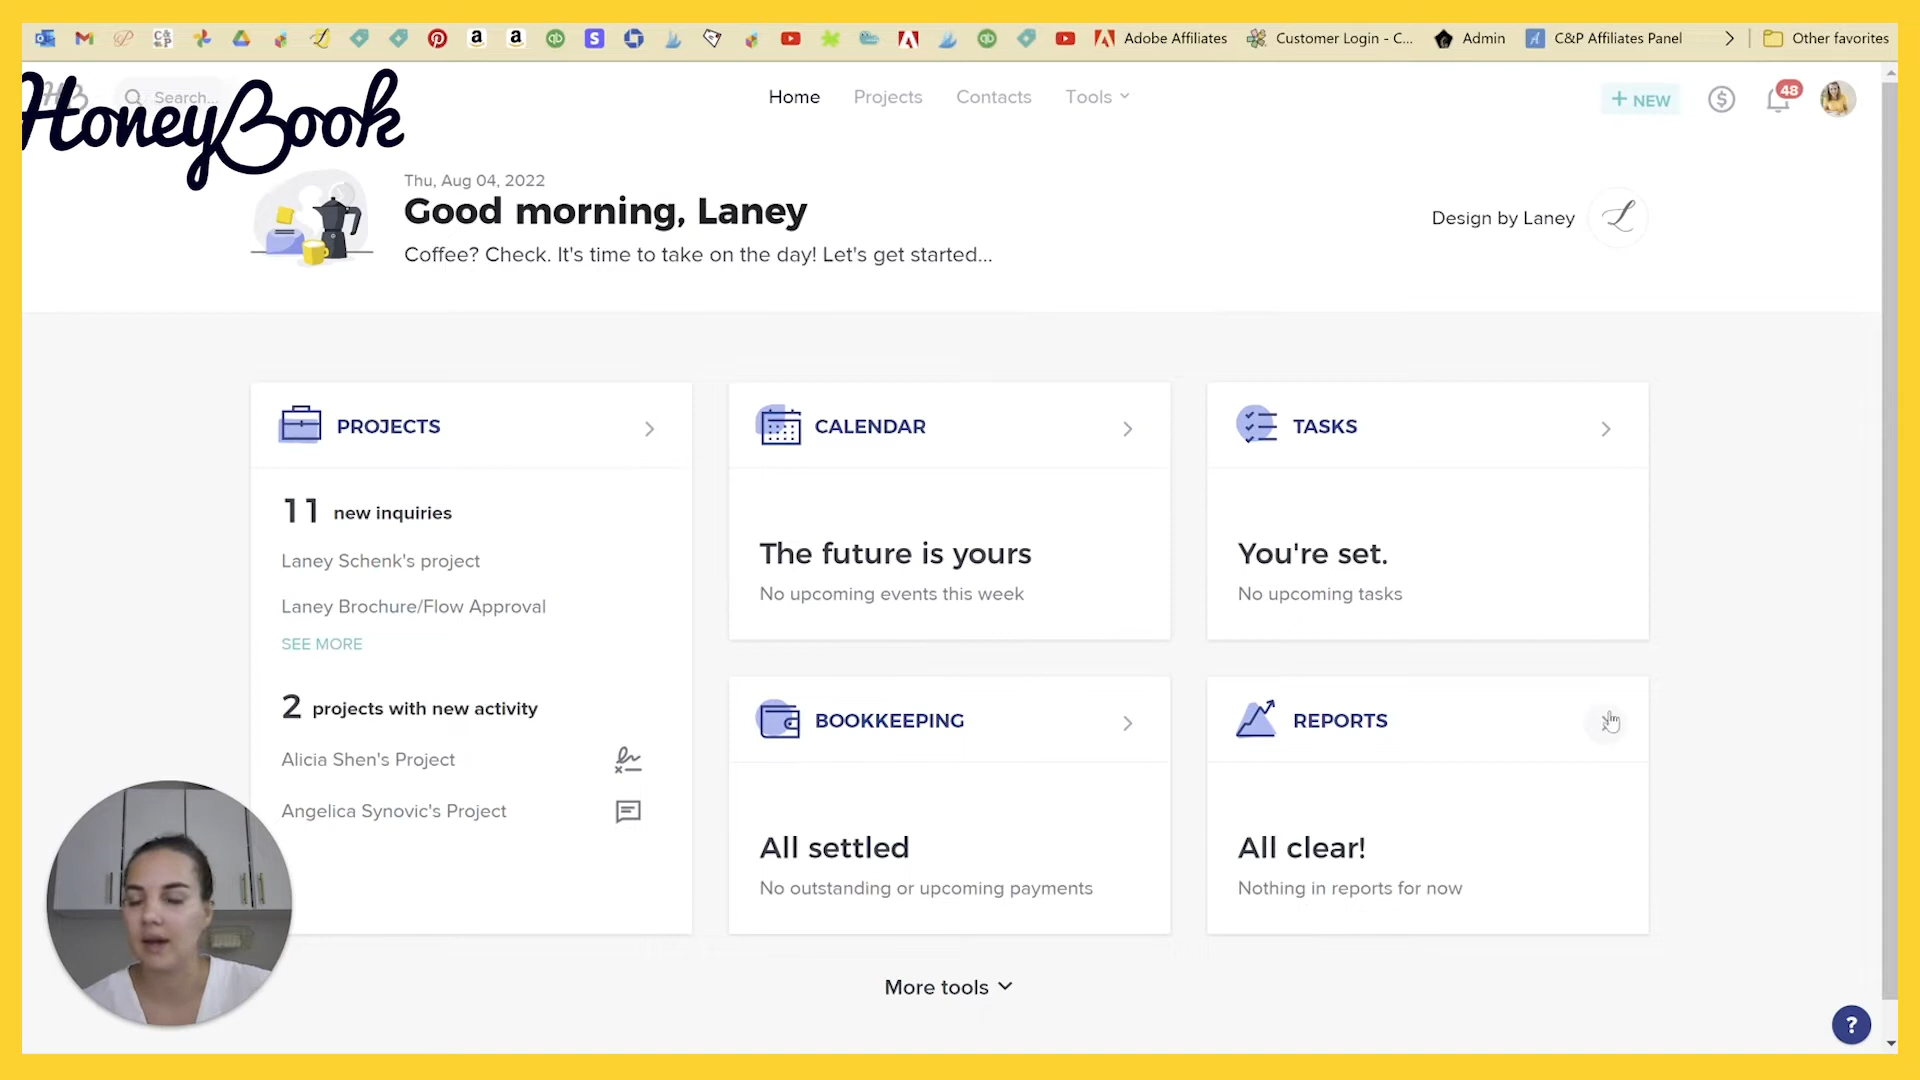 Adobe Affiliates
Customer Login - C...
Admin
C&P Affiliates Panel
Other favorites
HoneyBook
Search...
Home
Projects
Contacts
Tools
+ NEW
48
Thu, Aug 04, 2022
Good morning, Laney
Coffee? Check. It's time to take on the day! Let's get started...
Design by Laney
PROJECTS
11 new inquiries
Laney Schenk's project
Laney Brochure/Flow Approval
SEE MORE
2 projects with new activity
Alicia Shen's Project
Angelica Synovic's Project
CALENDAR
The future is yours
No upcoming events this week
TASKS
You're set.
No upcoming tasks
BOOKKEEPING
All settled
No outstanding or upcoming payments
REPORTS
All clear!
Nothing in reports for now
More tools
?